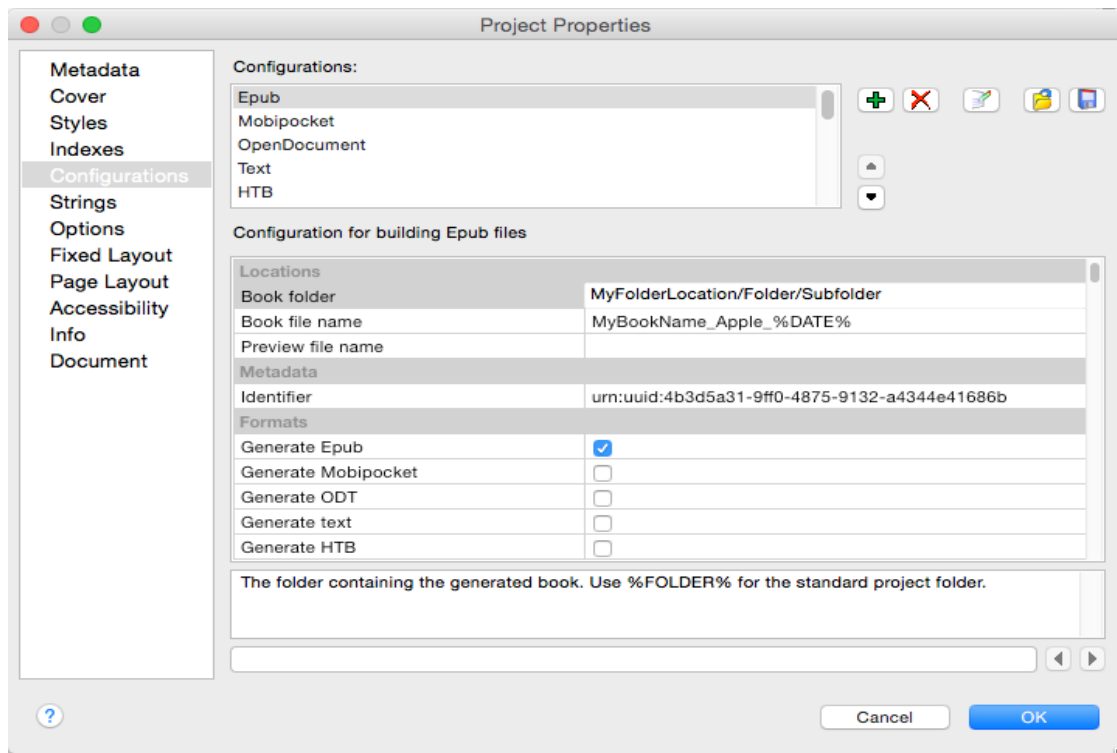 Project Properties
Metadata
Cover
Styles
Indexes
Configurations
Strings
Options
Fixed Layout
Page Layout
Accessibility
Info
Document
Configurations:
Epub
Mobipocket
OpenDocument
Text
HTB
Configuration for building Epub files
Locations
Book folder MyFolderLocation/Folder/Subfolder
Book file name MyBookName_Apple_%DATE%
Preview file name
Metadata
Identifier urn:uuid:4b3d5a31-9ff0-4875-9132-a4344e41686b
Formats
Generate Epub
Generate Mobipocket
Generate ODT
Generate text
Generate HTB
The folder containing the generated book. Use %FOLDER% for the standard project folder.
?
Cancel OK